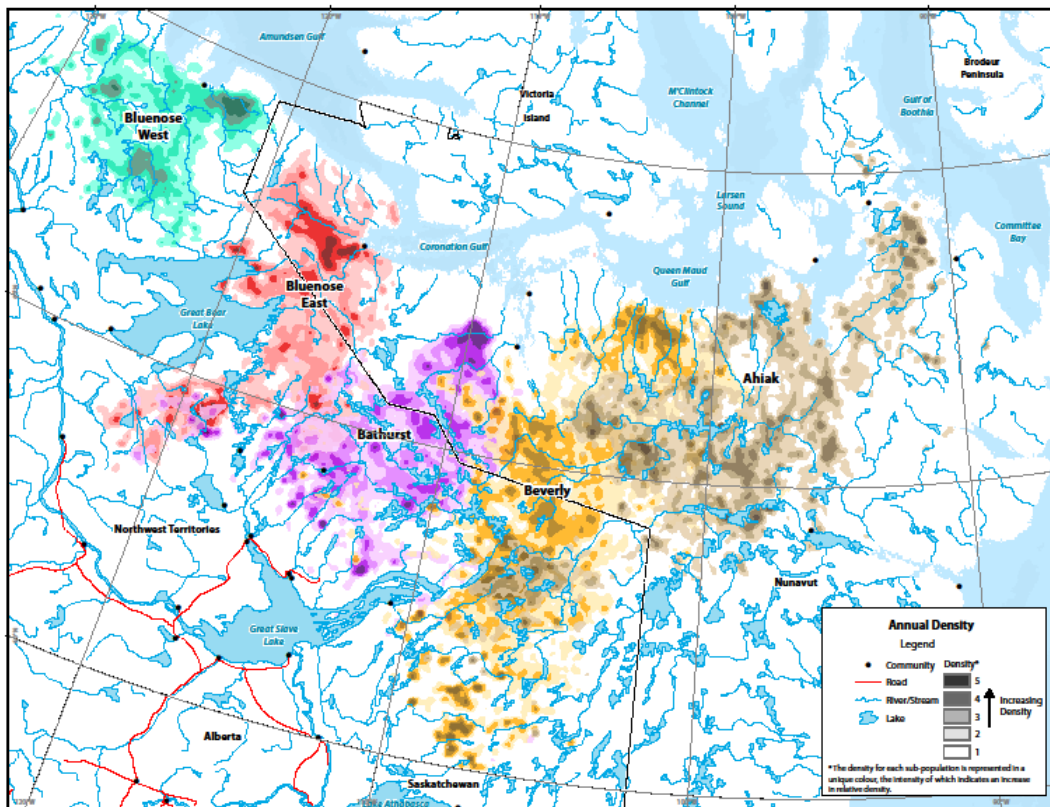 Amundsen Gulf
Brodeur
Peninsula
Victoria
Island
M'Clintock
Channel
Gulf of
Boothia
Bluenose
West
Larsen
Sound
Committee
Bay
Coronation Gulf
Queen Maud
Gulf
Bluenose
East
Great Bear
Lake
Ahiak
Bathurst
Beverly
Northwest Territories
Nunavut
Great Slave
Lake
Alberta
Saskatchewan
Lake Athabasca
Annual Density
Legend
Community
Road
River/Stream
Lake
Density*
5
4
3
2
1
Increasing
Density
*The density for each sub-population is represented in a
unique colour, the intensity of which indicates an increase
in relative density.